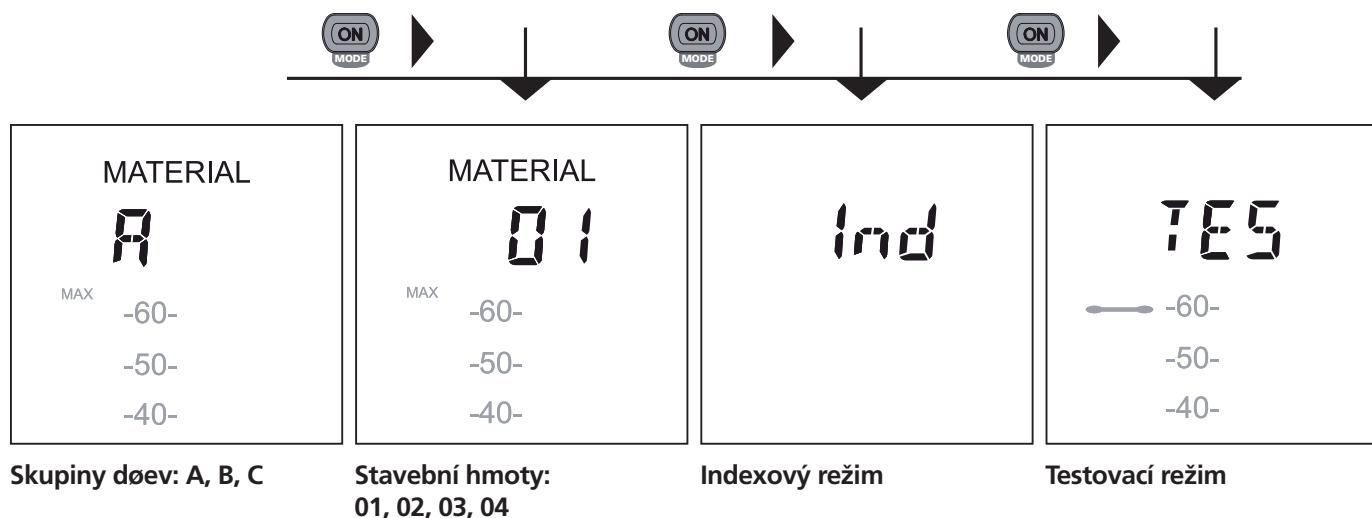 ON
MODE
ON
MODE
ON
MODE
MATERIAL
A
MAX
-60-
-50-
-40-
Skupiny døev: A, B, C
MATERIAL
01
MAX
-60-
-50-
-40-
Stavební hmoty:
01, 02, 03, 04
Ind
Indexový režim
TES
-60-
-50-
-40-
Testovací režim